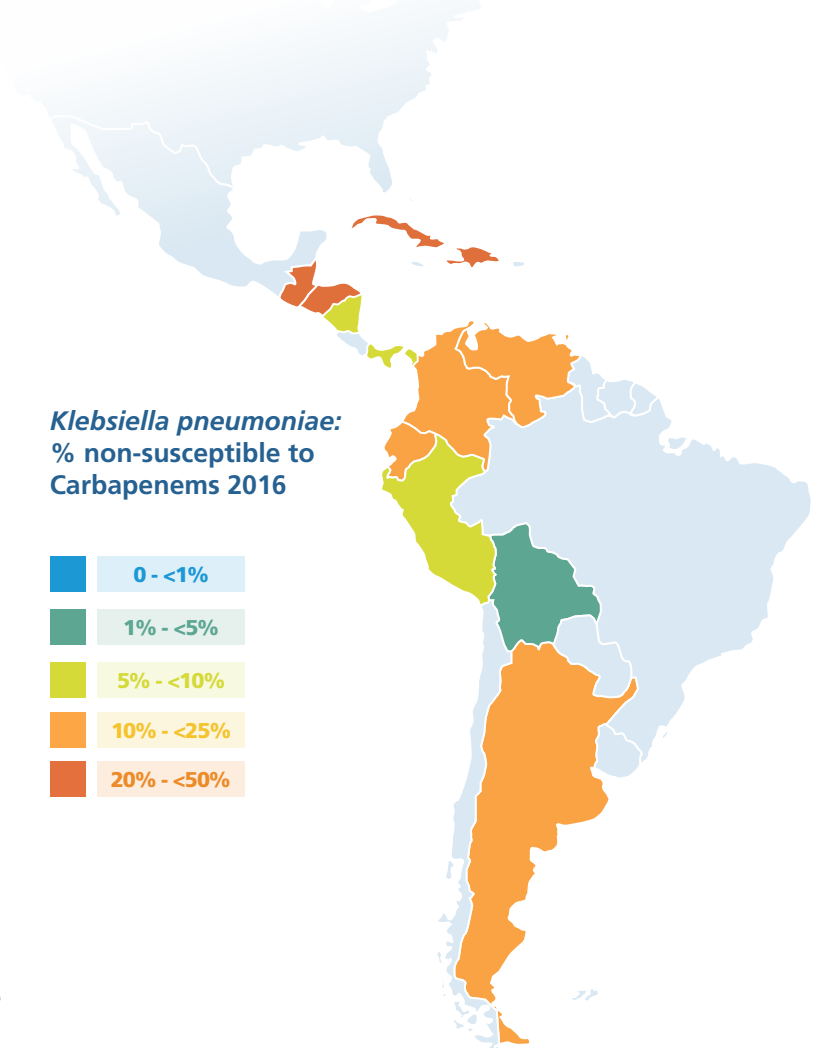 Klebsiella pneumoniae:
% non-susceptible to
Carbapenems 2016
0 - <1%
1% - <5%
5% - <10%
10% - <25%
20% - <50%